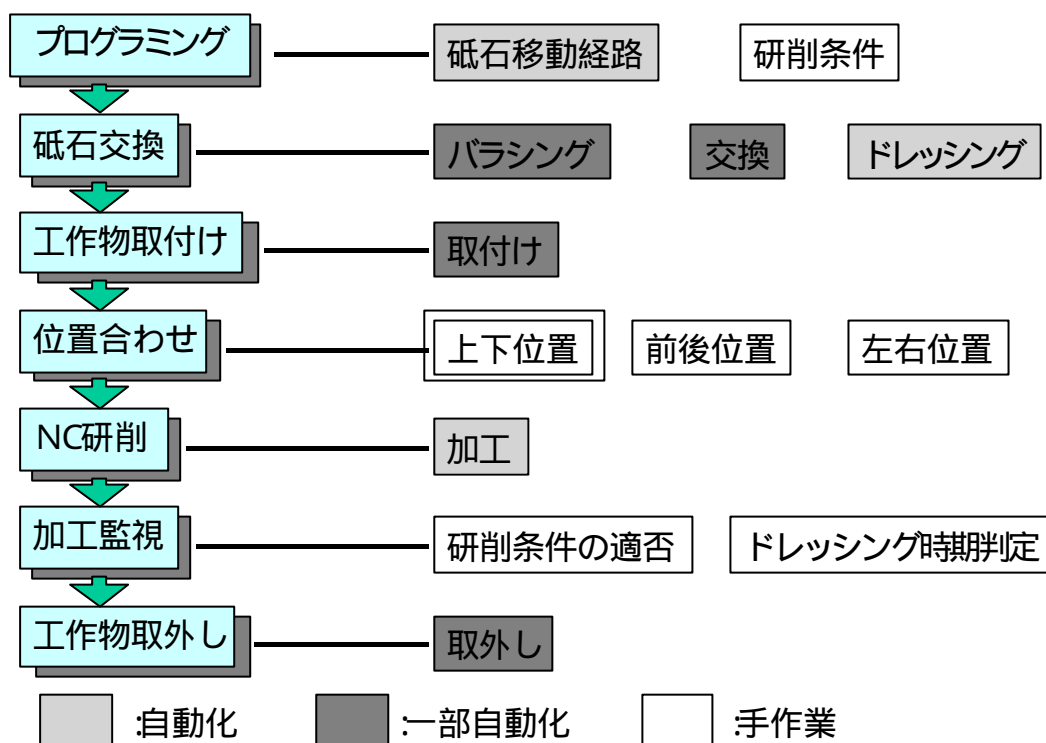 プログラミング 砥石移動経路 研削条件
砥石交換 バラシング 交換 ドレッシング
工作物取付け 取付け
位置合わせ 上下位置 前後位置 左右位置
NC研削 加工
加工監視 研削条件の適否 ドレッシング時期判定
工作物取外し 取外し
:自動化 :一部自動化 :手作業